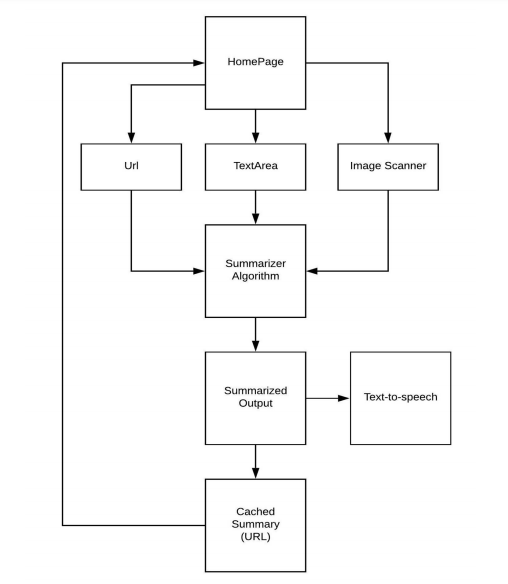 HomePage
Url
TextArea
Image Scanner
Summarizer
Algorithm
Summarized
Output
Text-to-speech
Cached
Summary
(URL)